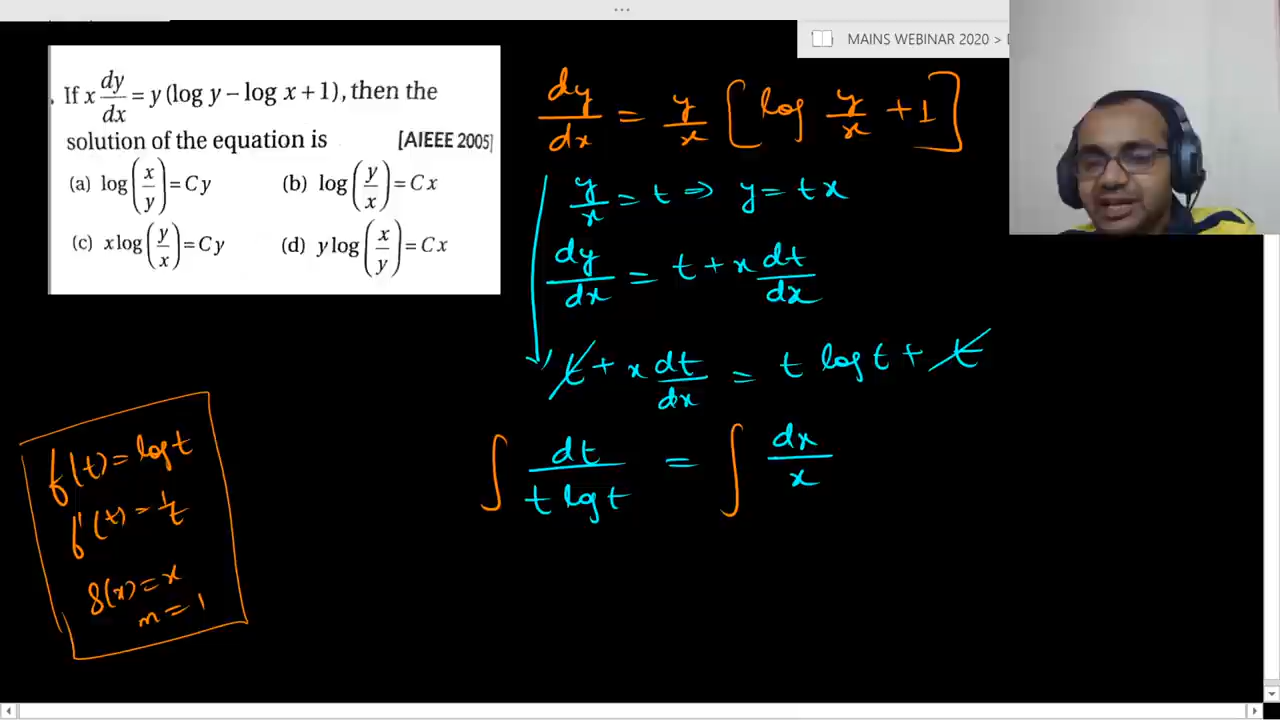 MAINS WEBINAR 2020 >
If x dy/dx = y (log y – log x + 1), then the
solution of the equation is [AIEEE 2005]
(a) log(x/y) = Cy (b) log(y/x) = Cx
(c) x log(y/x) = Cy (d) y log(x/y) = Cx
dy/dx = y/x [log y/x + 1]
y/x = t ⇒ y = tx
dy/dx = t + x dt/dx
t + x dt/dx = t log t + t
∫ dt/(t log t) = ∫ dx/x
f(t) = log t
f'(t) = 1/t
g(x) = x
m = 1